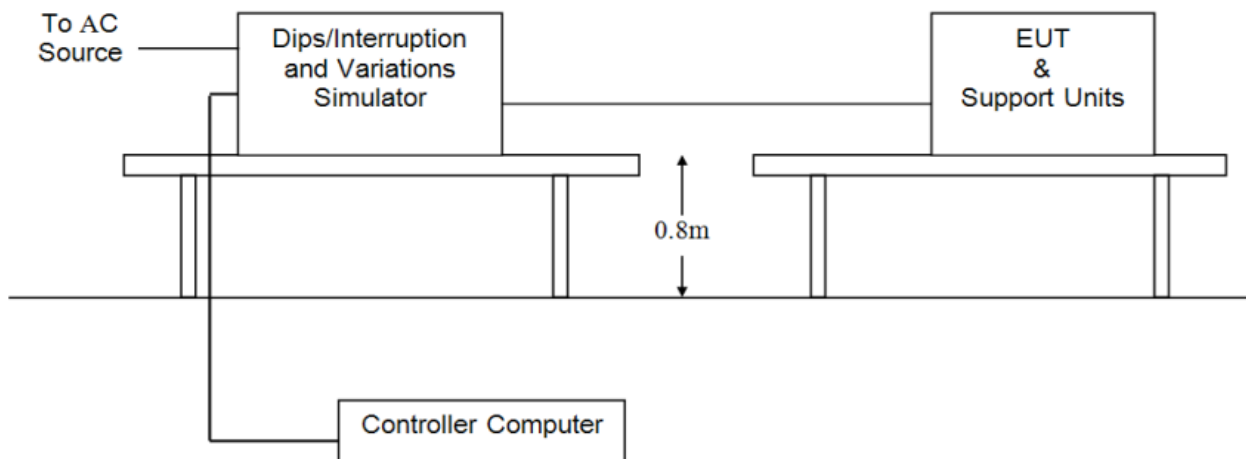 To AC
Source
Dips/Interruption
and Variations
Simulator
EUT
&
Support Units
0.8m
Controller Computer